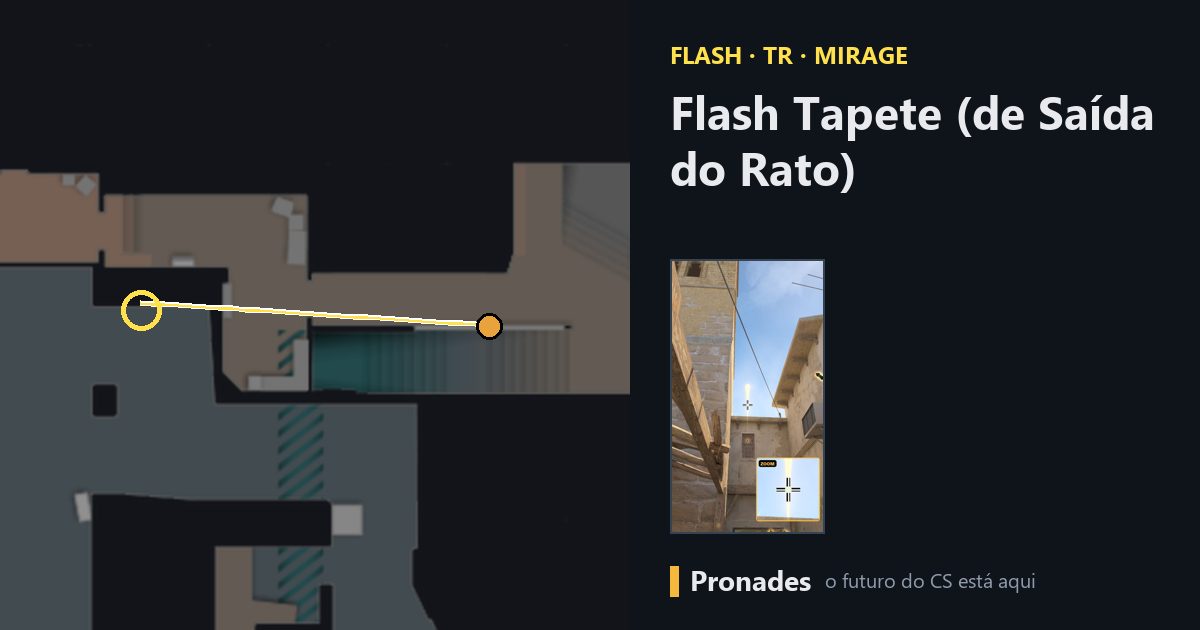 FLASH · TR · MIRAGE
Flash Tapete (de Saída
do Rato)
ZOOM
Pronades o futuro do CS está aqui